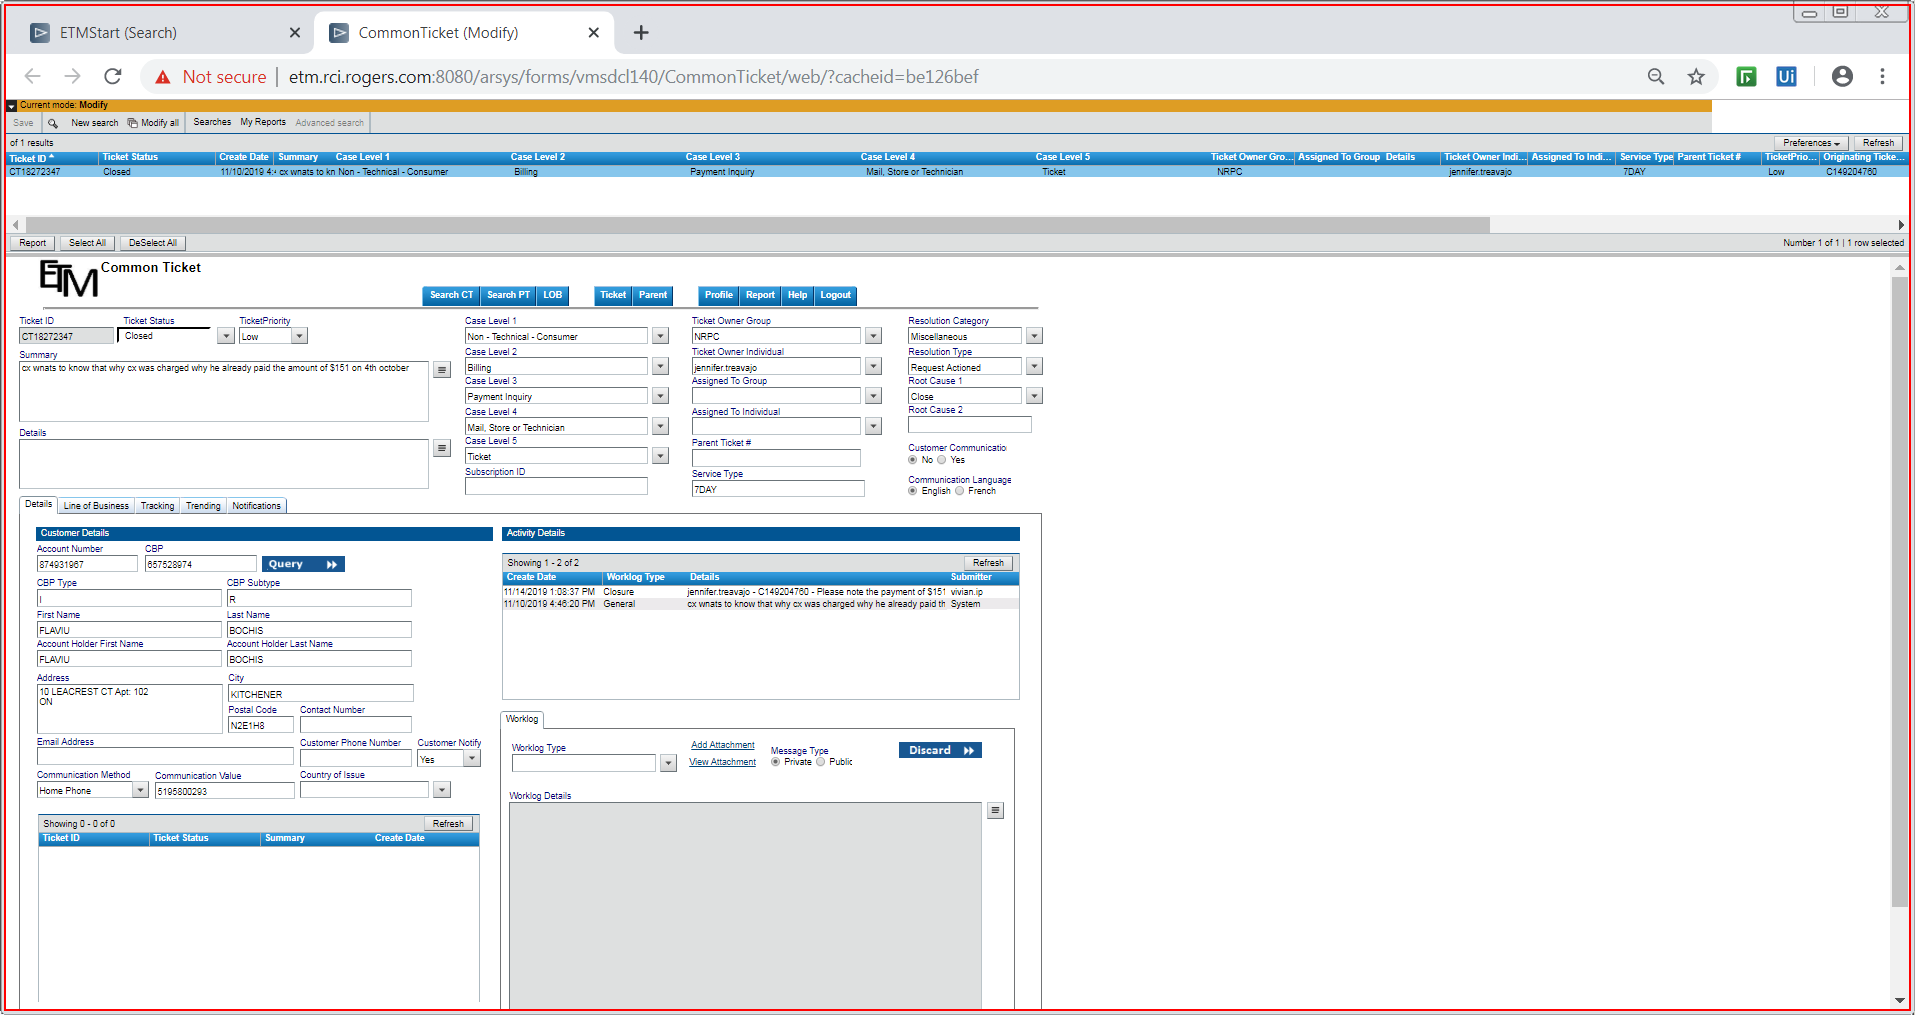 ETMStart (Search)
CommonTicket (Modify)
Not secure
etm.rci.rogers.com:8080/arsys/forms/vmsdcl140/CommonTicket/web/?cacheid=be126bef
Current mode: Modify
Save New search Modify all Searches My Reports Advanced search
of 1 results Preferences Refresh
Ticket ID Ticket Status Create Date Summary Case Level 1 Case Level 2 Case Level 3 Case Level 4 Case Level 5 Ticket Owner Gro... Assigned To Group Details Ticket Owner Indi... Assigned To Indi... Service Type Parent Ticket # TicketPrio... Originating Ticke...
CT18272347 Closed 11/10/2019 4:4 cx wnats to kn Non - Technical - Consumer Billing Payment Inquiry Mail, Store or Technician Ticket NRPC jennifer.treavajo 7DAY Low C149204760
Report Select All DeSelect All Number 1 of 1 | 1 row selected
ETM Common Ticket
Search CT Search PT LOB Ticket Parent Profile Report Help Logout
Ticket ID Ticket Status TicketPriority
CT18272347 Closed Low
Summary
cx wnats to know that why cx was charged why he already paid the amount of $151 on 4th october
Details
Case Level 1
Non - Technical - Consumer
Case Level 2
Billing
Case Level 3
Payment Inquiry
Case Level 4
Mail, Store or Technician
Case Level 5
Ticket
Subscription ID
Ticket Owner Group
NRPC
Ticket Owner Individual
jennifer.treavajo
Assigned To Group
Assigned To Individual
Parent Ticket #
Service Type
7DAY
Resolution Category
Miscellaneous
Resolution Type
Request Actioned
Root Cause 1
Close
Root Cause 2
Customer Communicatio
No Yes
Communication Language
English French
Details Line of Business Tracking Trending Notifications
Customer Details
Account Number CBP
874931967 657528974 Query
CBP Type CBP Subtype
I R
First Name Last Name
FLAVIU BOCHIS
Account Holder First Name Account Holder Last Name
FLAVIU BOCHIS
Address City
10 LEACREST CT Apt: 102
ON
KITCHENER
Postal Code Contact Number
N2E1H8
Email Address Customer Phone Number Customer Notify
Yes
Communication Method Communication Value Country of Issue
Home Phone 5195800293
Showing 0 - 0 of 0 Refresh
Ticket ID Ticket Status Summary Create Date
Activity Details
Showing 1 - 2 of 2 Refresh
Create Date Worklog Type Details Submitter
11/14/2019 1:08:37 PM Closure jennifer.treavajo - C149204760 - Please note the payment of $151 vivian.ip
11/10/2019 4:46:20 PM General cx wnats to know that why cx was charged why he already paid th System
Worklog
Worklog Type Add Attachment Message Type Discard
View Attachment Private Public
Worklog Details